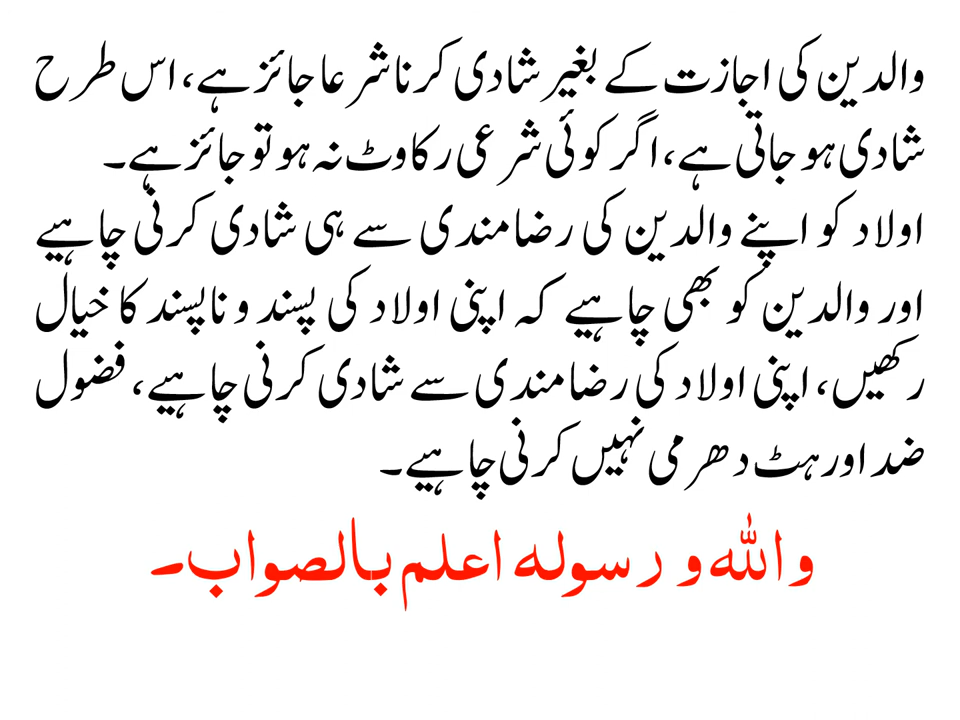 والدین کی اجازت کے بغیر شادی کرنا شرعا جائز ہے، اس طرح
شادی ہو جاتی ہے، اگر کوئی شرعی رکاوٹ نہ ہو تو جائز ہے۔
اولاد کو اپنے والدین کی رضامندی سے ہی شادی کرنی چاہیے
اور والدین کو بھی چاہیے کہ اپنی اولاد کی پسند و ناپسند کا خیال
رکھیں، اپنی اولاد کی رضامندی سے شادی کرنی چاہیے، فضول
ضد اور ہٹ دھرمی نہیں کرنی چاہیے۔
واللہ و رسولہ اعلم بالصواب۔